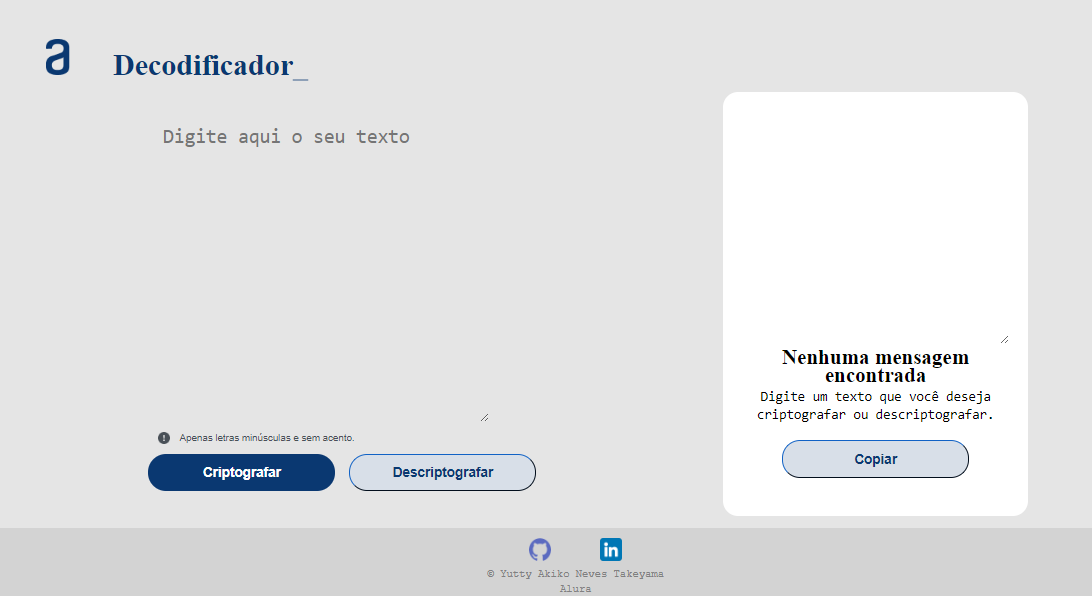 a
Decodificador_
Digite aqui o seu texto
! Apenas letras minúsculas e sem acento.
Criptografar
Descriptografar
Nenhuma mensagem
encontrada
Digite um texto que você deseja
criptografar ou descriptografar.
Copiar
in
© Yutty Akiko Neves Takeyama
Alura